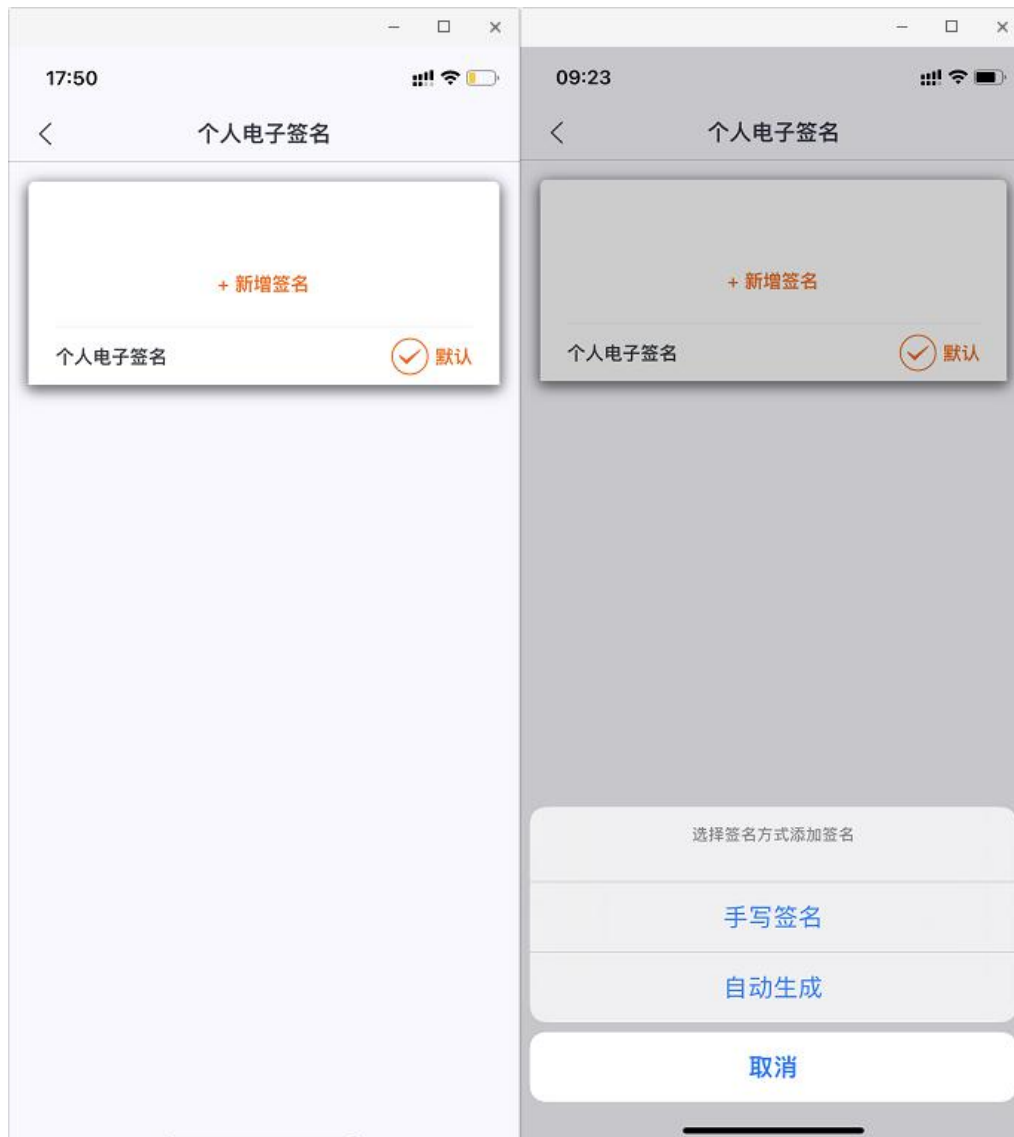 17:50
个人电子签名
+ 新增签名
个人电子签名
默认
09:23
个人电子签名
+ 新增签名
个人电子签名
默认
选择签名方式添加签名
手写签名
自动生成
取消